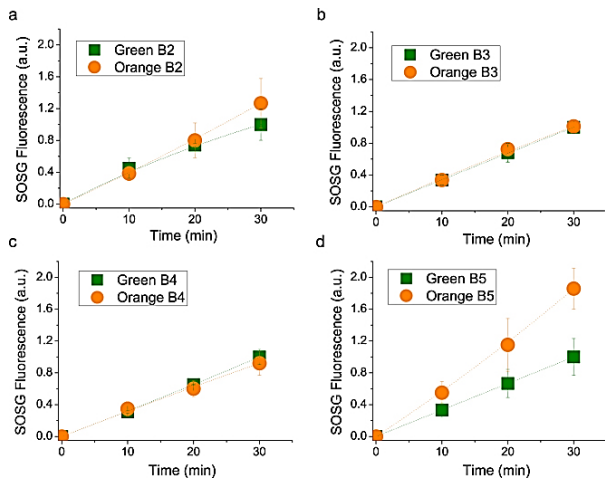 a
SOSG Fluorescence (a.u.)
2.0
1.6
1.2
0.8
0.4
0.0
Green B2
Orange B2
0 10 20 30
Time (min)
b
SOSG Fluorescence (a.u.)
2.0
1.6
1.2
0.8
0.4
0.0
Green B3
Orange B3
0 10 20 30
Time (min)
c
SOSG Fluorescence (a.u.)
2.0
1.6
1.2
0.8
0.4
0.0
Green B4
Orange B4
0 10 20 30
Time (min)
d
SOSG Fluorescence (a.u.)
2.0
1.6
1.2
0.8
0.4
0.0
Green B5
Orange B5
0 10 20 30
Time (min)